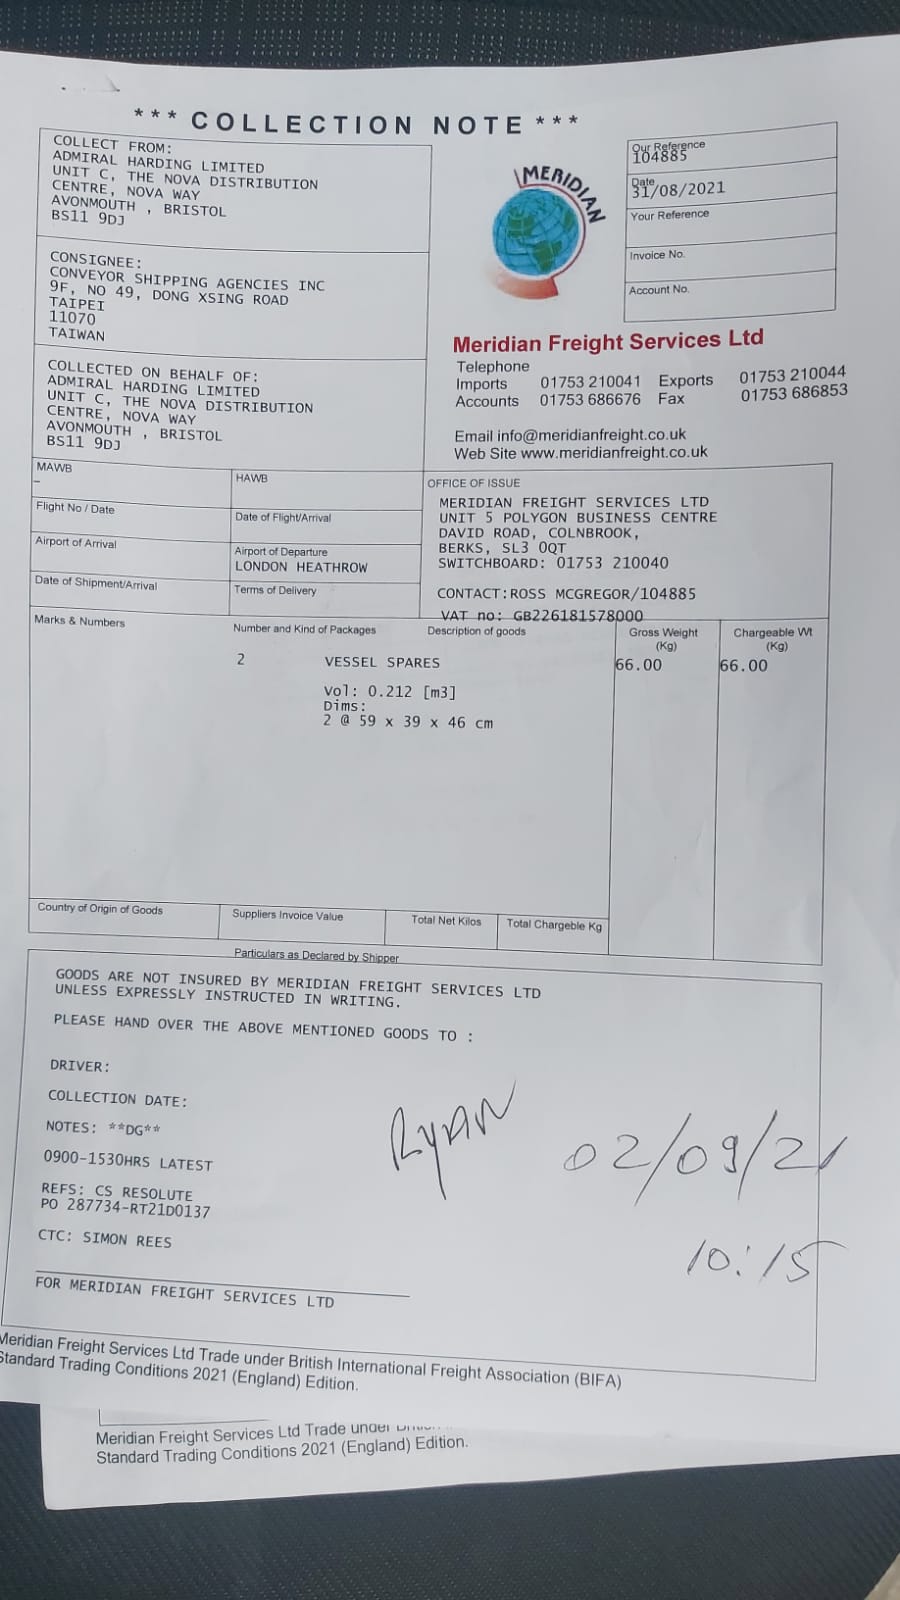 *** COLLECTION NOTE ***
COLLECT FROM:
ADMIRAL HARDING LIMITED
UNIT C, THE NOVA DISTRIBUTION
CENTRE, NOVA WAY
AVONMOUTH , BRISTOL
BS11 9DJ
CONSIGNEE:
CONVEYOR SHIPPING AGENCIES INC
9F, NO 49, DONG XSING ROAD
TAIPEI
11070
TAIWAN
COLLECTED ON BEHALF OF:
ADMIRAL HARDING LIMITED
UNIT C, THE NOVA DISTRIBUTION
CENTRE, NOVA WAY
AVONMOUTH , BRISTOL
BS11 9DJ
MERIDIAN
Our Reference
104885
Date
31/08/2021
Your Reference
Invoice No.
Account No.
Meridian Freight Services Ltd
Telephone
Imports 01753 210041 Exports 01753 210044
Accounts 01753 686676 Fax 01753 686853
Email info@meridianfreight.co.uk
Web Site www.meridianfreight.co.uk
MAWB
-
HAWB
Flight No / Date
Date of Flight/Arrival
Airport of Arrival
Airport of Departure
LONDON HEATHROW
Date of Shipment/Arrival
Terms of Delivery
OFFICE OF ISSUE
MERIDIAN FREIGHT SERVICES LTD
UNIT 5 POLYGON BUSINESS CENTRE
DAVID ROAD, COLNBROOK,
BERKS, SL3 0QT
SWITCHBOARD: 01753 210040
CONTACT:ROSS MCGREGOR/104885
VAT no: GB226181578000
Marks & Numbers Number and Kind of Packages Description of goods Gross Weight (Kg) Chargeable Wt (Kg)
2 VESSEL SPARES 66.00 66.00
Vol: 0.212 [m3]
Dims:
2 @ 59 x 39 x 46 cm
Country of Origin of Goods Suppliers Invoice Value Total Net Kilos Total Chargeble Kg
Particulars as Declared by Shipper
GOODS ARE NOT INSURED BY MERIDIAN FREIGHT SERVICES LTD
UNLESS EXPRESSLY INSTRUCTED IN WRITING.
PLEASE HAND OVER THE ABOVE MENTIONED GOODS TO :
DRIVER:
COLLECTION DATE:
NOTES: **DG**
Ryan 02/09/21
0900-1530HRS LATEST
REFS: CS RESOLUTE
PO 287734-RT21D0137
CTC: SIMON REES
10:15
FOR MERIDIAN FREIGHT SERVICES LTD
Meridian Freight Services Ltd Trade under British International Freight Association (BIFA)
Standard Trading Conditions 2021 (England) Edition.
Meridian Freight Services Ltd Trade under
Standard Trading Conditions 2021 (England) Edition.